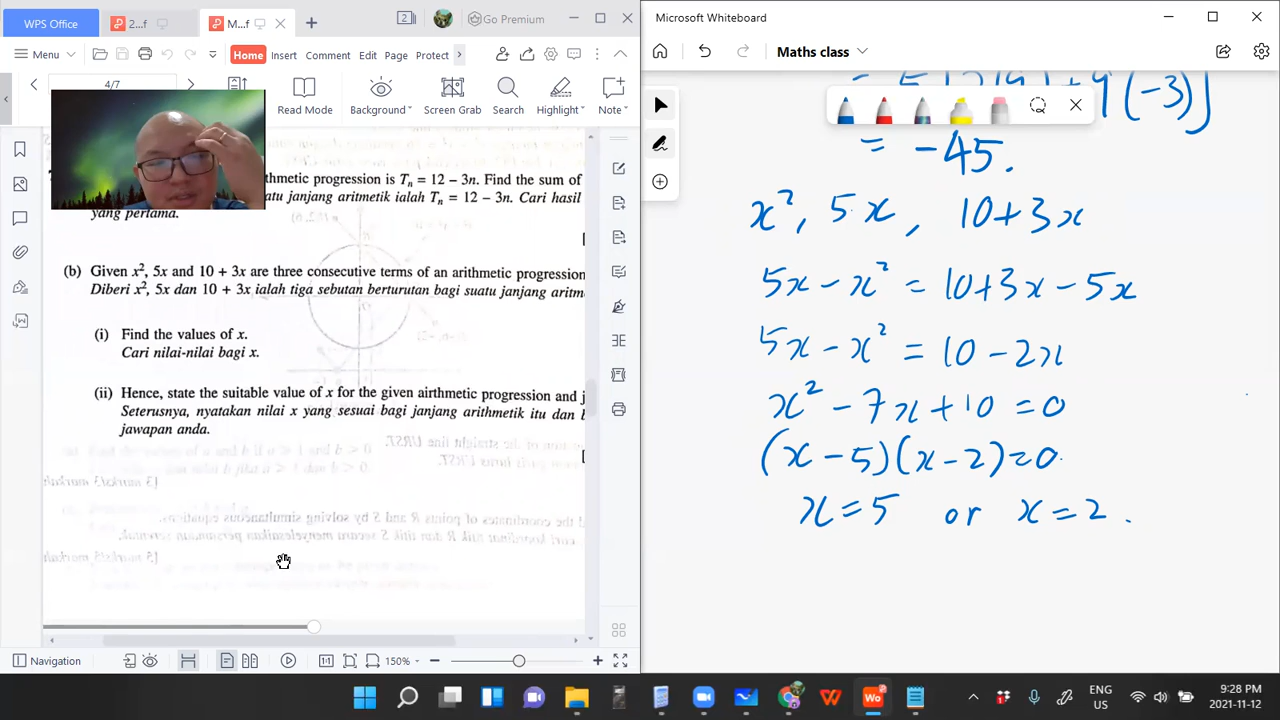 WPS Office
2...f
M...f
2
Go Premium
Menu
Home
Insert
Comment
Edit
Page
Protect
4/7
Read Mode
Background
Screen Grab
Search
Highlight
Note
thmetic progression is Tn = 12 – 3n. Find the sum of
atu janjang aritmetik ialah Tn = 12 – 3n. Cari hasil
yang pertama.
(b) Given x², 5x and 10 + 3x are three consecutive terms of an arithmetic progression
Diberi x², 5x dan 10 + 3x ialah tiga sebutan berturutan bagi suatu janjang aritm
(i) Find the values of x.
Cari nilai-nilai bagi x.
(ii) Hence, state the suitable value of x for the given airthmetic progression and j
Seterusnya, nyatakan nilai x yang sesuai bagi janjang arithmetik itu dan b
jawapan anda.
Navigation
150%
Microsoft Whiteboard
Maths class
(-3)]
= -45.
x², 5x, 10+3x
5x - x² = 10+3x-5x
5x - x² = 10 - 2x
x² - 7x + 10 = 0
(x-5)(x-2)=0
x=5 or x=2.
ENG
US
9:28 PM
2021-11-12